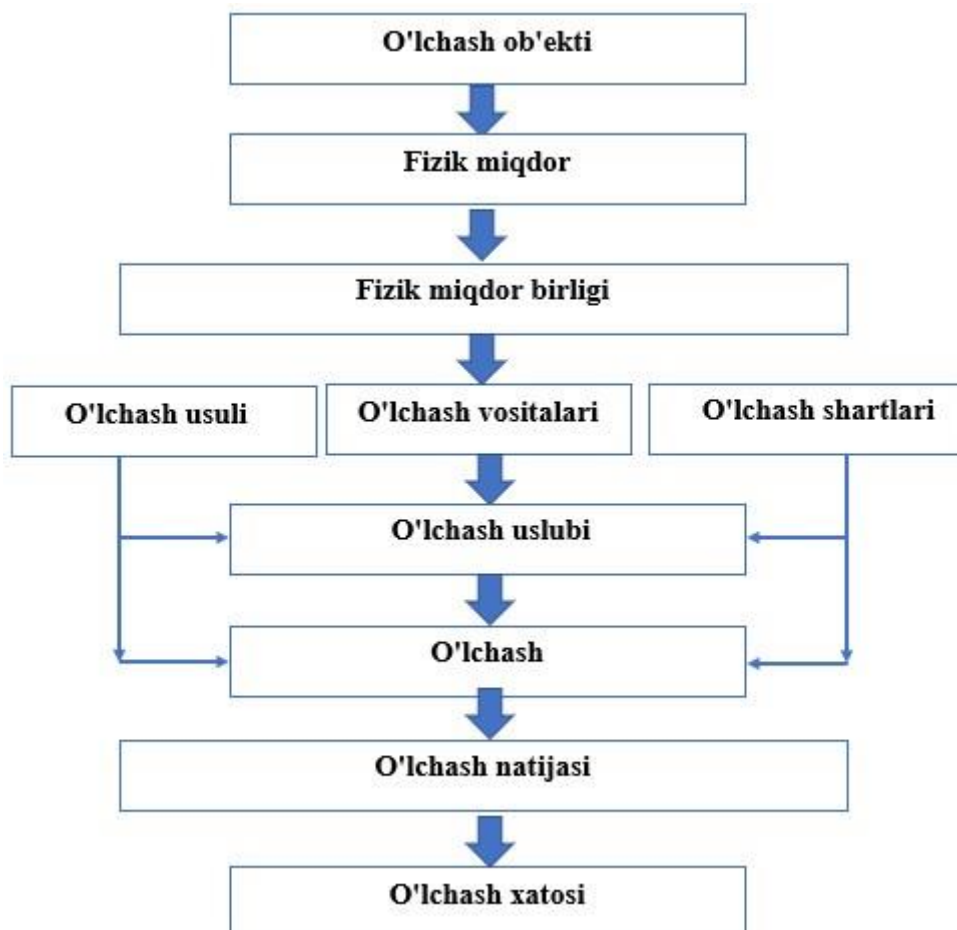 O'lchash ob'ekti
Fizik miqdor
Fizik miqdor birligi
O'lchash usuli
O'lchash vositalari
O'lchash shartlari
O'lchash uslubi
O'lchash
O'lchash natijasi
O'lchash xatosi